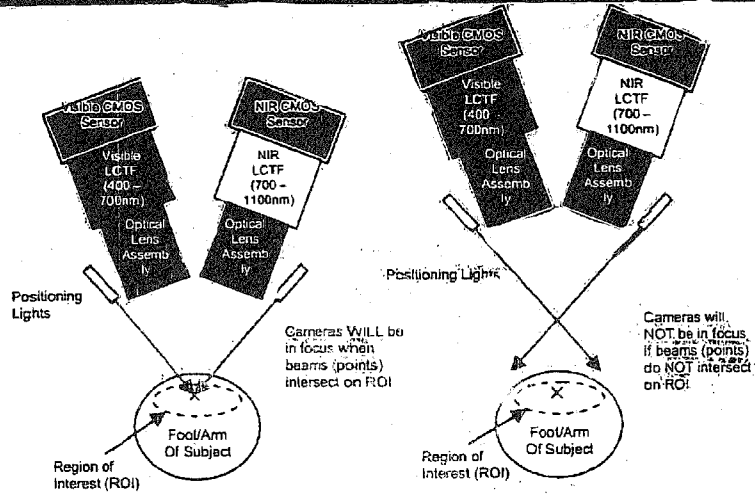 Visible CMOS
Sensor
NIR CMOS
Sensor
Visible
LCTF
(400 –
700nm)
NIR
LCTF
(700 –
1100nm)
Optical
Lens
Assemb
ly
Optical
Lens
Assemb
ly
Positioning
Lights
Cameras WILL be
in focus when
beams (points)
intersect on ROI
X
Foot/Arm
Of Subject
Region of
Interest (ROI)
Visible CMOS
Sensor
NIR CMOS
Sensor
Visible
LCTF
(400
700nm)
NIR
LCTF
(700 –
1100nm)
Optical
Lens
Assemb
ly
Optical
Lens
Assemb
ly
Positioning Lights
Cameras will
NOT be in focus
if beams (points)
do NOT intersect
on ROI
X
Foot/Arm
Of Subject
Region of
Interest (ROI)